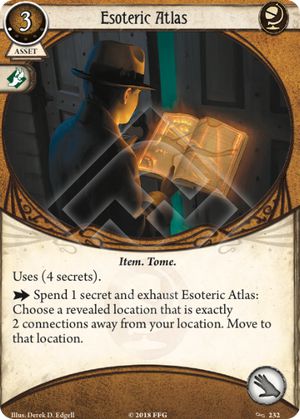 3
Esoteric Atlas
ASSET
Item. Tome.
Uses (4 secrets).
Spend 1 secret and exhaust Esoteric Atlas:
Choose a revealed location that is exactly
2 connections away from your location. Move to
that location.
Illus. Derek D. Edgell
© 2018 FFG
232